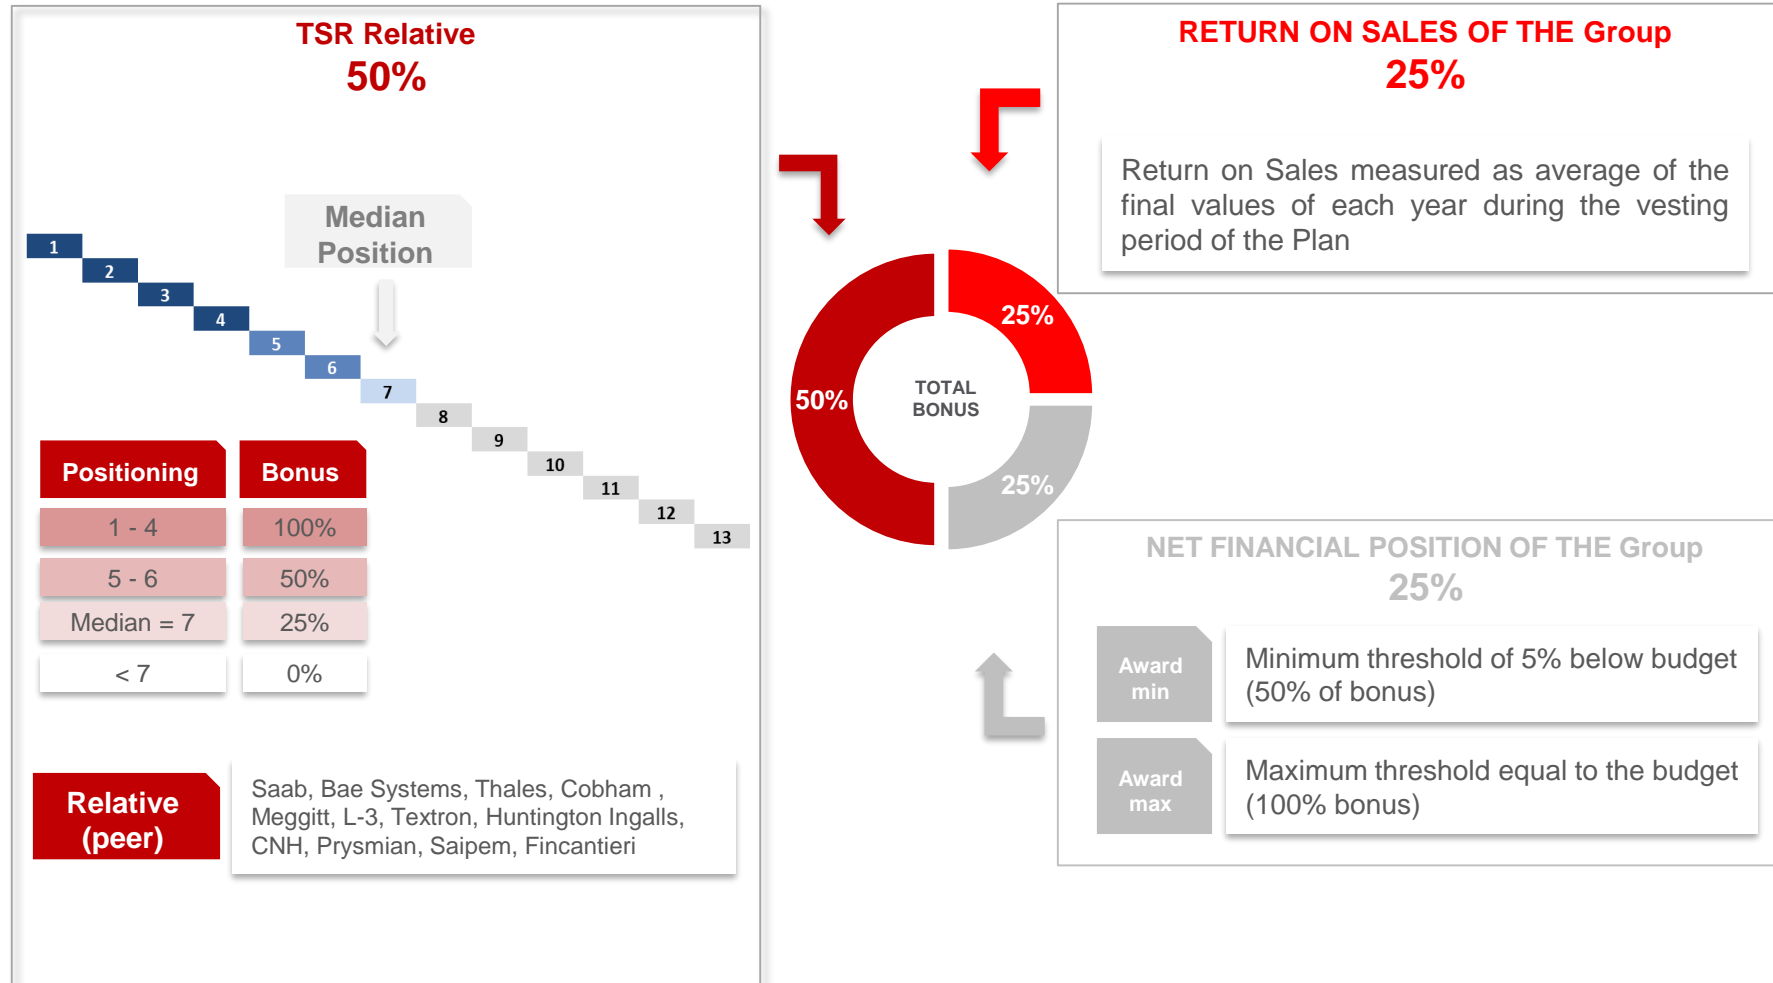 TSR Relative
50%
Median
Position
1
2
3
4
5
6
7
8
9
10
11
12
13
Positioning Bonus
1 - 4 100%
5 - 6 50%
Median = 7 25%
< 7 0%
Relative
(peer)
Saab, Bae Systems, Thales, Cobham ,
Meggitt, L-3, Textron, Huntington Ingalls,
CNH, Prysmian, Saipem, Fincantieri
50%
25%
25%
TOTAL
BONUS
RETURN ON SALES OF THE Group
25%
Return on Sales measured as average of the
final values of each year during the vesting
period of the Plan
NET FINANCIAL POSITION OF THE Group
25%
Award
min
Minimum threshold of 5% below budget
(50% of bonus)
Award
max
Maximum threshold equal to the budget
(100% bonus)